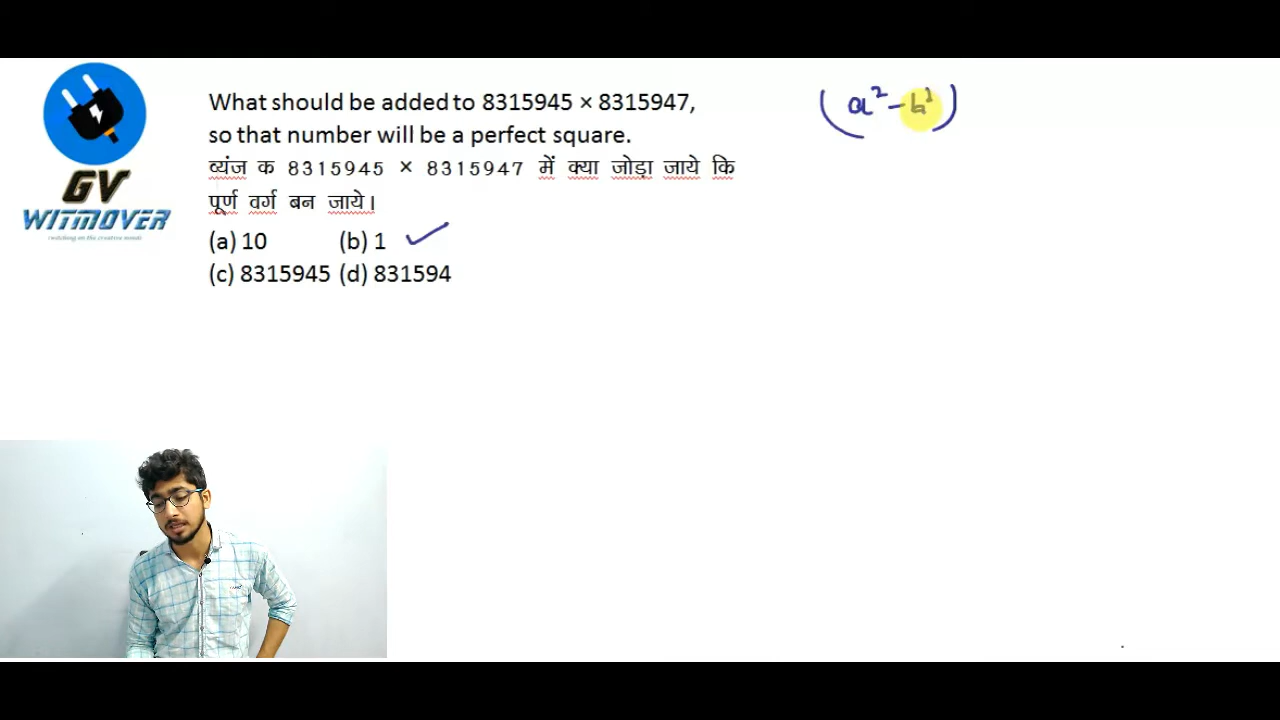 What should be added to 8315945 × 8315947,
so that number will be a perfect square.
व्यंज क 8315945 × 8315947 में क्या जोड़ा जाये कि
पूर्ण वर्ग बन जाये।
(a) 10 (b) 1
(c) 8315945 (d) 831594
(a² – b²)
GV
WITMOVER